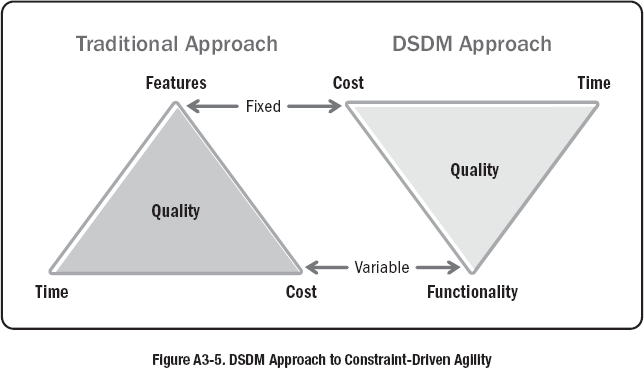 Traditional Approach
DSDM Approach
Features
Cost
Time
Fixed
Quality
Quality
Variable
Time
Cost
Functionality
Figure A3-5. DSDM Approach to Constraint-Driven Agility